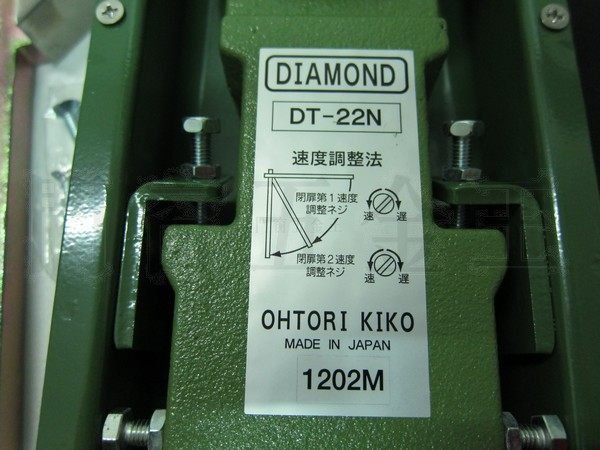 DIAMOND
DT-22N
速度調整法
閉扉第1速度
調整ネジ
速 遅
閉扉第2速度
調整ネジ
速 遅
OHTORI KIKO
MADE IN JAPAN
1202M